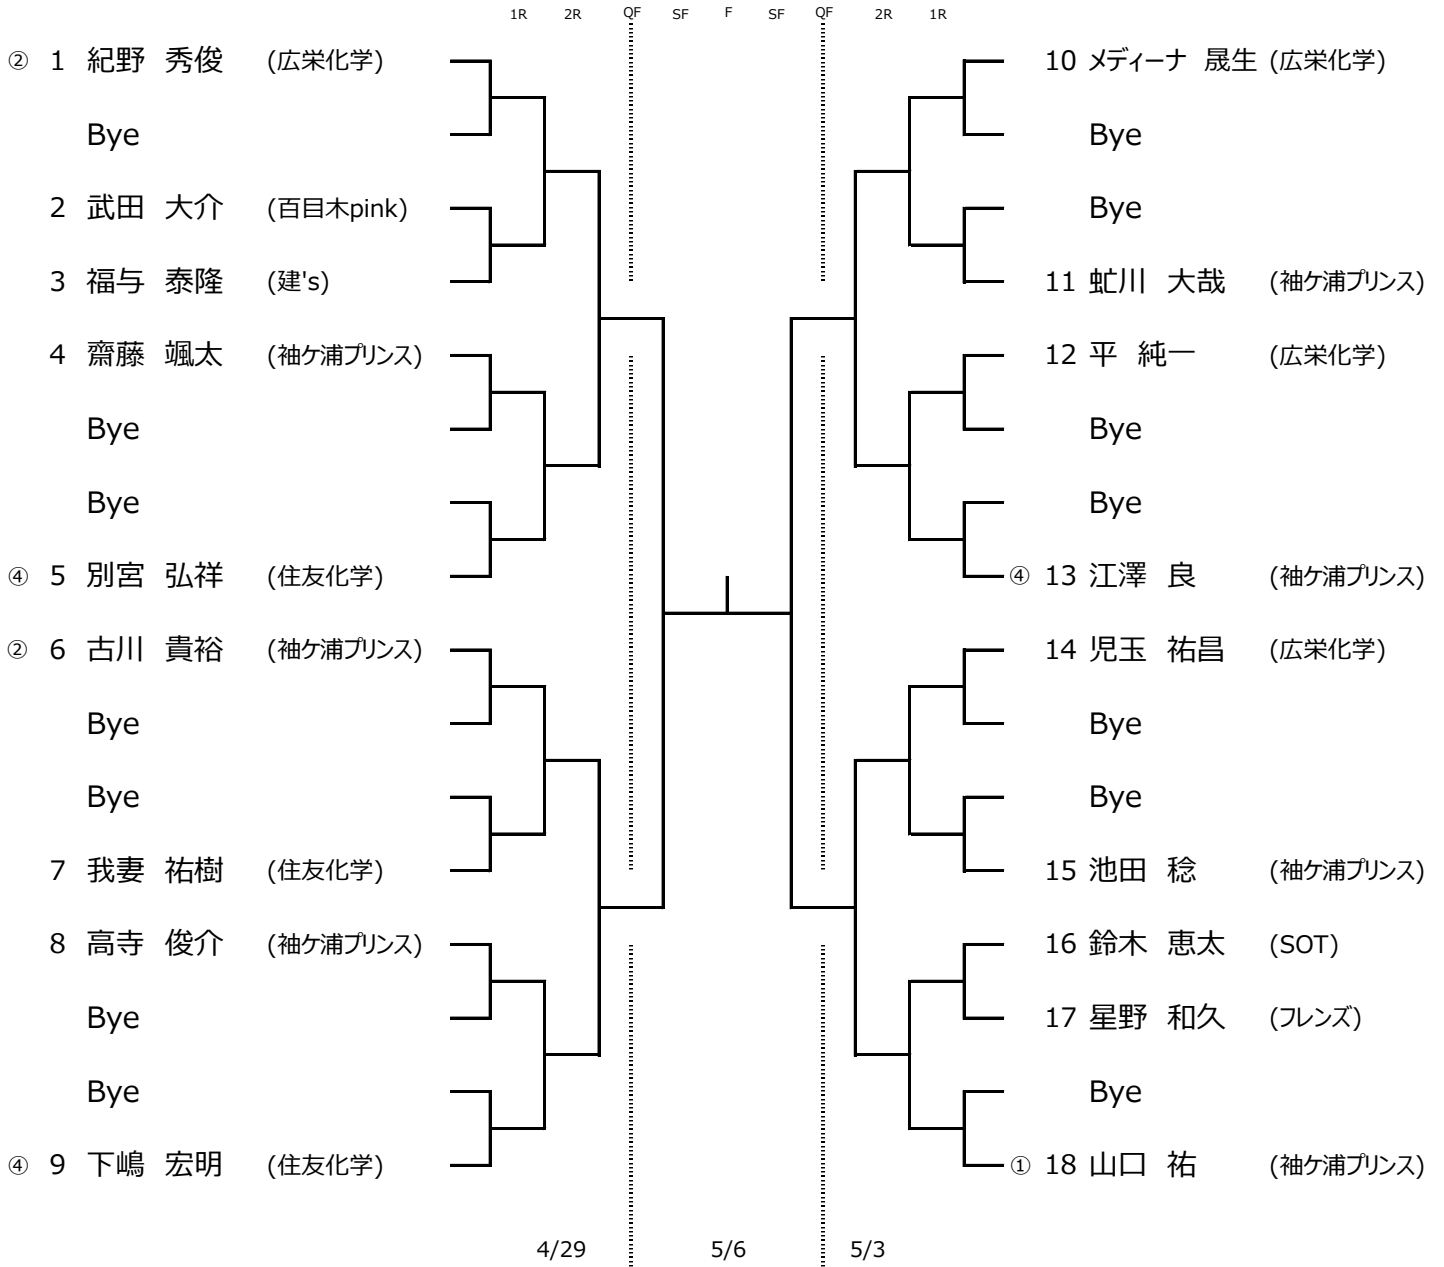 1R 2R QF SF F SF QF 2R 1R
② 1 紀野 秀俊 (広栄化学)
Bye
2 武田 大介 (百目木pink)
3 福与 泰隆 (建's)
4 齋藤 颯太 (袖ケ浦プリンス)
Bye
Bye
④ 5 別宮 弘祥 (住友化学)
② 6 古川 貴裕 (袖ケ浦プリンス)
Bye
Bye
7 我妻 祐樹 (住友化学)
8 高寺 俊介 (袖ケ浦プリンス)
Bye
Bye
④ 9 下嶋 宏明 (住友化学)
10 メディーナ 晟生 (広栄化学)
Bye
Bye
11 虻川 大哉 (袖ケ浦プリンス)
12 平 純一 (広栄化学)
Bye
Bye
④ 13 江澤 良 (袖ケ浦プリンス)
14 児玉 祐昌 (広栄化学)
Bye
Bye
15 池田 稔 (袖ケ浦プリンス)
16 鈴木 恵太 (SOT)
17 星野 和久 (フレンズ)
Bye
① 18 山口 祐 (袖ケ浦プリンス)
4/29 5/6 5/3